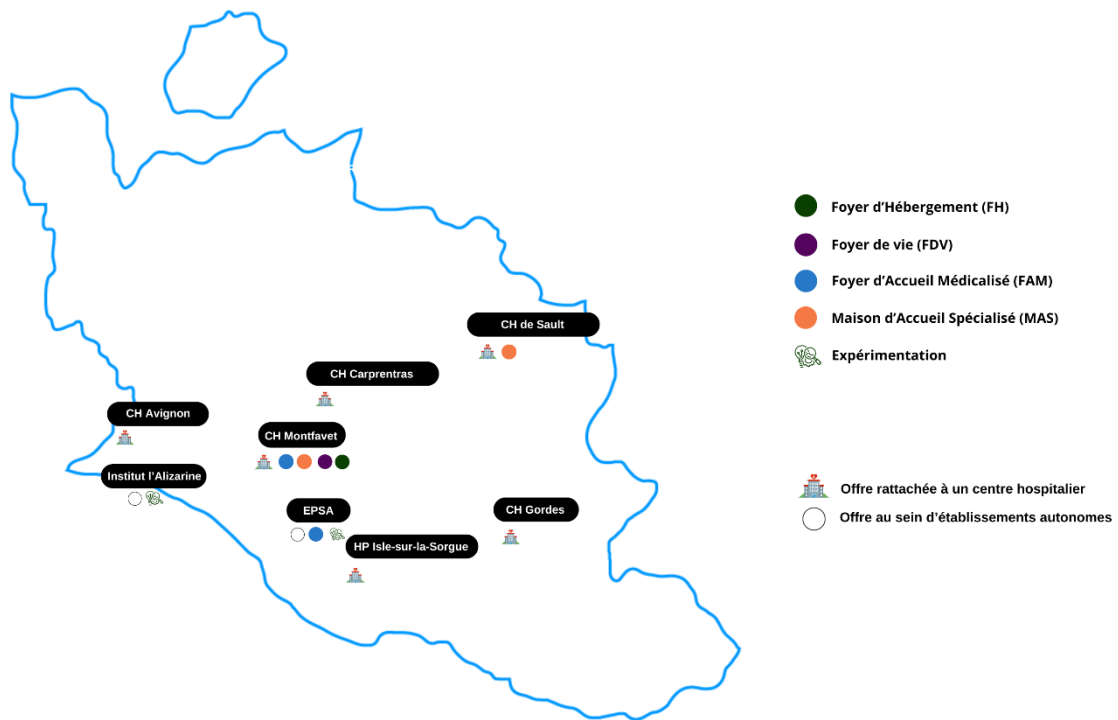 CH de Sault
CH Carprentras
CH Avignon
CH Montfavet
Institut l'Alizarine
EPSA
CH Gordes
HP Isle-sur-la-Sorgue
Foyer d'Hébergement (FH)
Foyer de vie (FDV)
Foyer d'Accueil Médicalisé (FAM)
Maison d'Accueil Spécialisé (MAS)
Expérimentation
Offre rattachée à un centre hospitalier
Offre au sein d'établissements autonomes